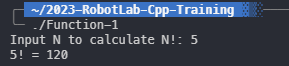 ~/2023-RobotLab-Cpp-Training
./Function-1
Input N to calculate N!: 5
5! = 120